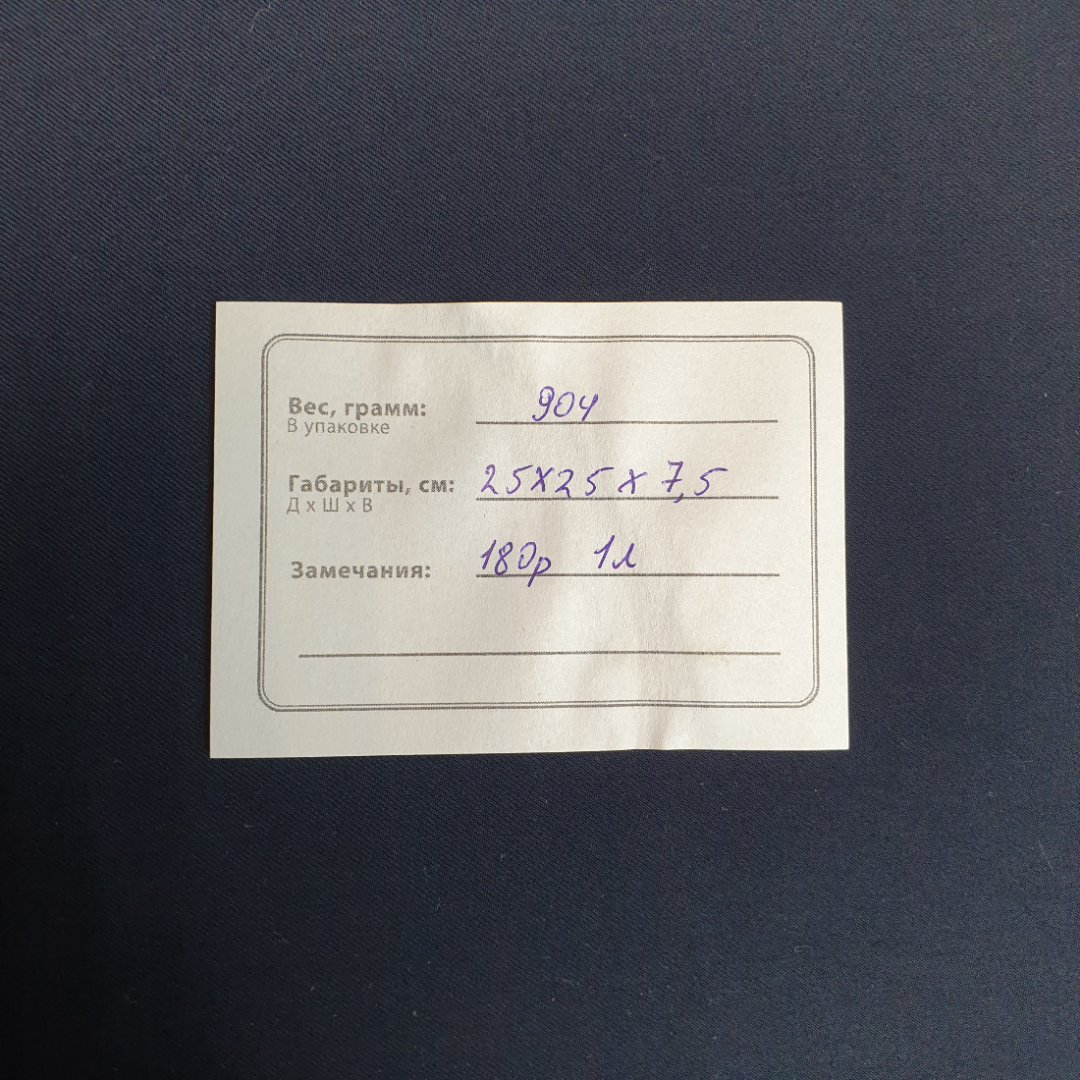 Вес, грамм: 904
В упаковке
Габариты, см: 25х25 х 7,5
Д х Ш х В
Замечания: 180р 1л